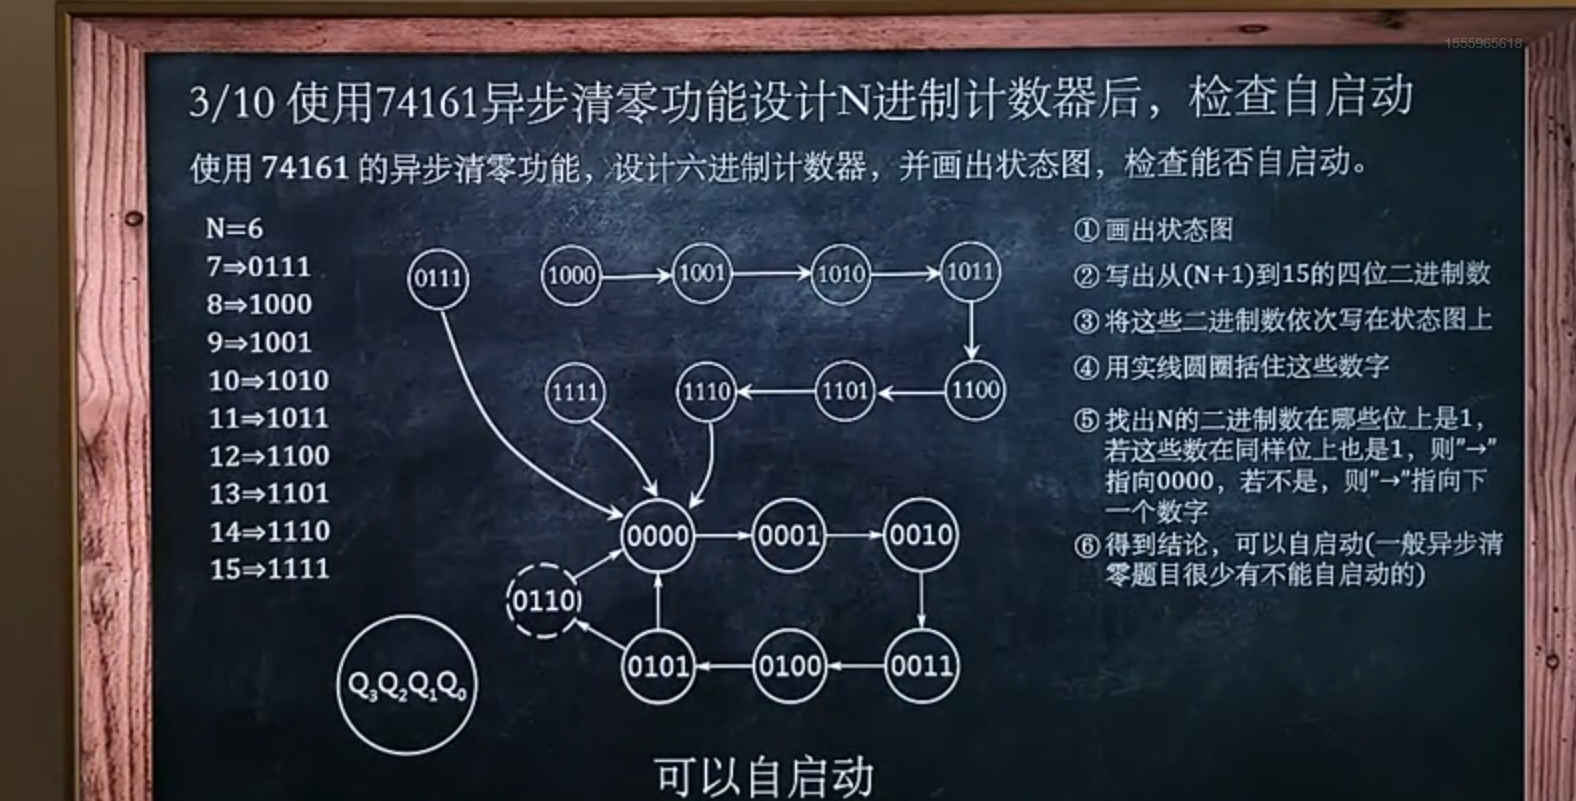 1555965618
3/10 使用74161异步清零功能设计N进制计数器后，检查自启动
使用 74161 的异步清零功能，设计六进制计数器，并画出状态图，检查能否自启动。
N=6
7⇒0111
8⇒1000
9⇒1001
10⇒1010
11⇒1011
12⇒1100
13⇒1101
14⇒1110
15⇒1111
0111
1000
1001
1010
1011
1111
1110
1101
1100
0000
0001
0010
0110
0101
0100
0011
Q₃Q₂Q₁Q₀
① 画出状态图
② 写出从(N+1)到15的四位二进制数
③ 将这些二进制数依次写在状态图上
④ 用实线圆圈括住这些数字
⑤ 找出N的二进制数在哪些位上是1，
若这些数在同样位上也是1，则"→"
指向0000，若不是，则"→"指向下
一个数字
⑥ 得到结论，可以自启动(一般异步清
零题目很少有不能自启动的)
可以自启动